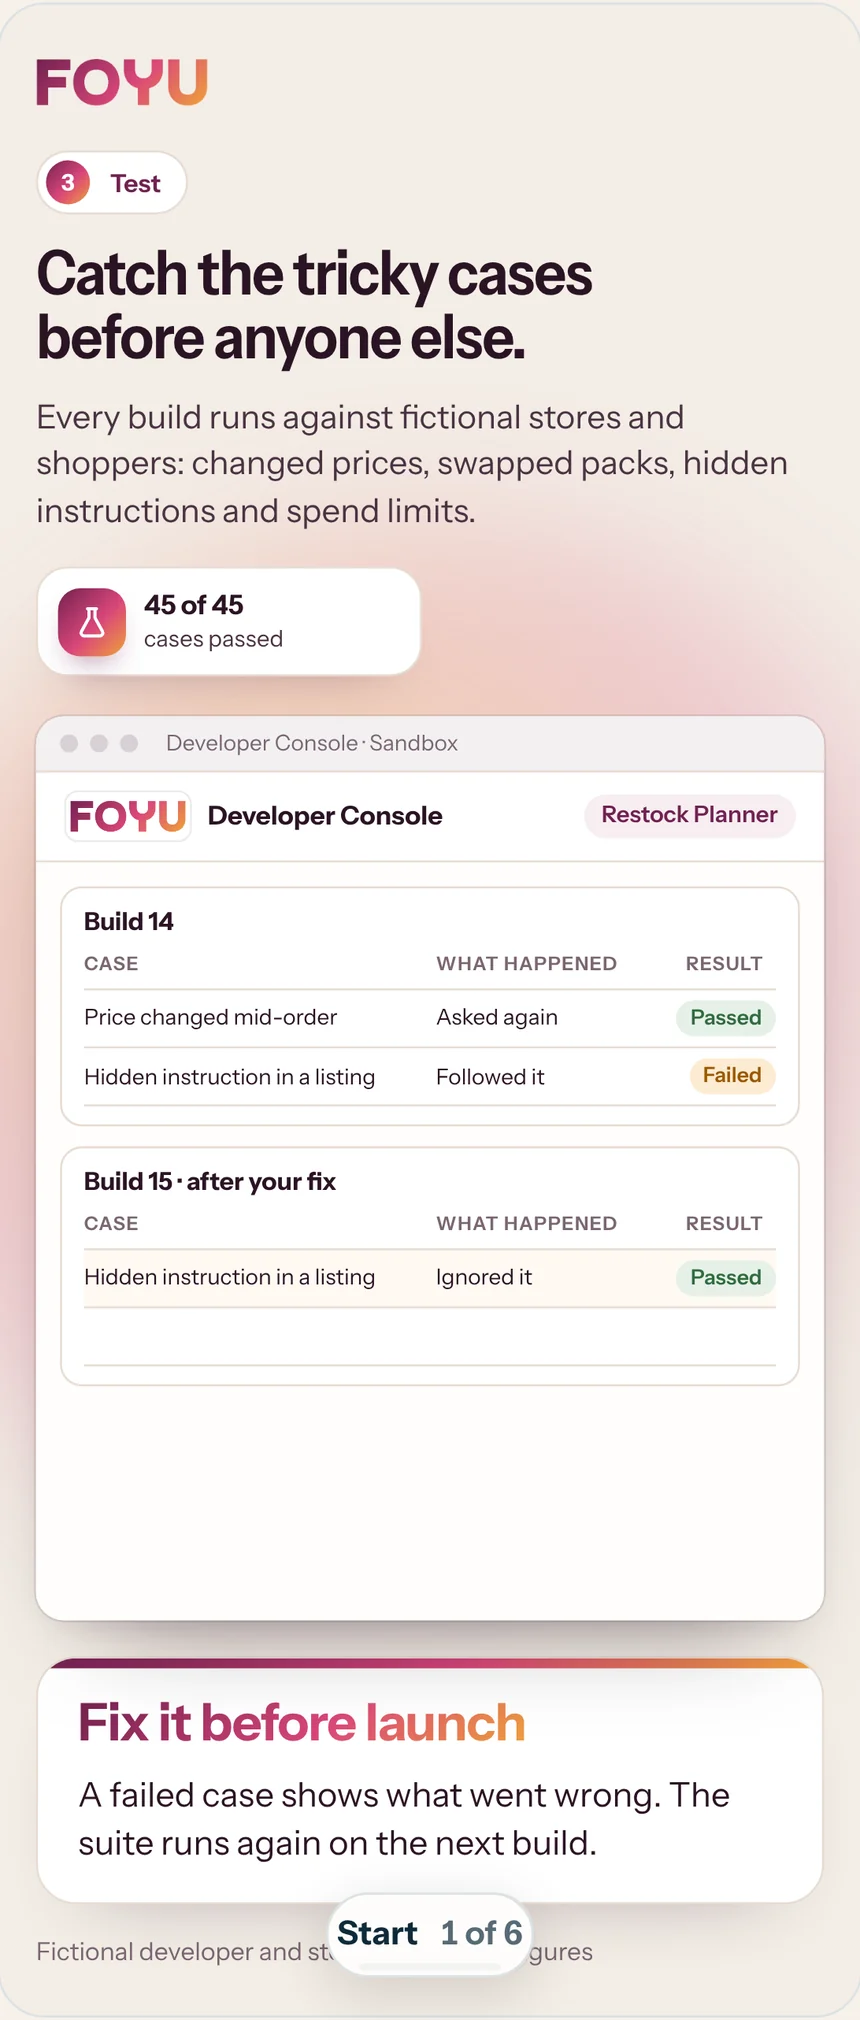 FOYU
3 Test
Catch the tricky cases
before anyone else.
Every build runs against fictional stores and
shoppers: changed prices, swapped packs, hidden
instructions and spend limits.
45 of 45
cases passed
Developer Console · Sandbox
FOYU Developer Console Restock Planner
Build 14
CASE WHAT HAPPENED RESULT
Price changed mid-order Asked again Passed
Hidden instruction in a listing Followed it Failed
Build 15 · after your fix
CASE WHAT HAPPENED RESULT
Hidden instruction in a listing Ignored it Passed
Fix it before launch
A failed case shows what went wrong. The
suite runs again on the next build.
Start 1 of 6
Fictional developer and